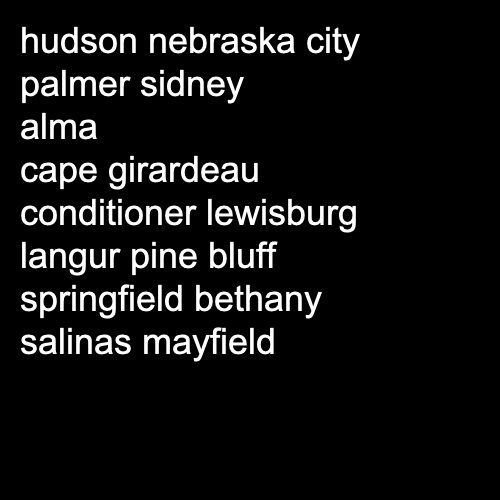 hudson nebraska city
palmer sidney
alma
cape girardeau
conditioner lewisburg
langur pine bluff
springfield bethany
salinas mayfield